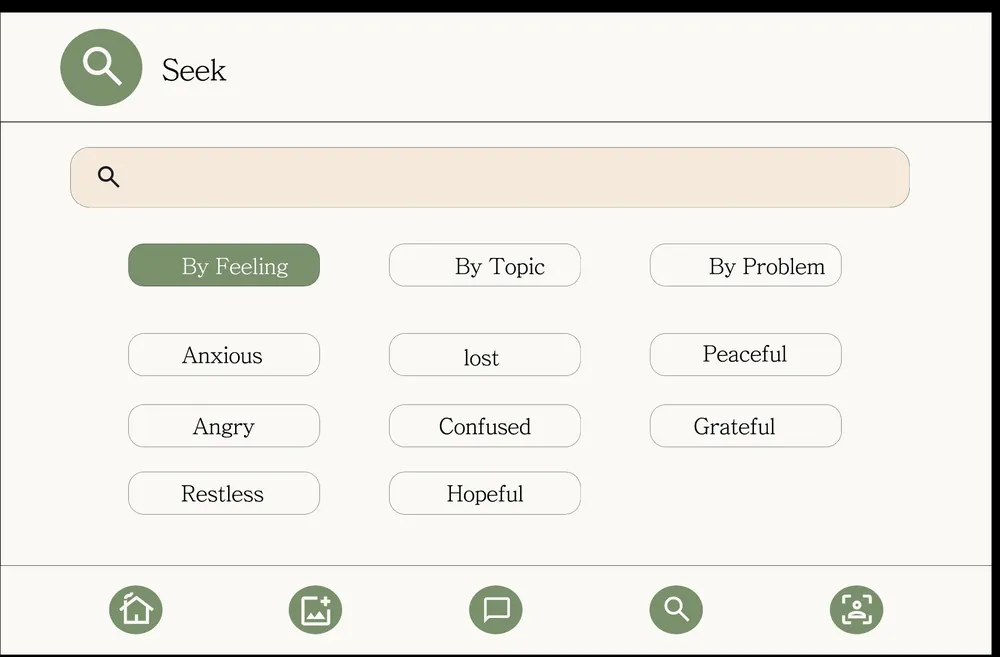 Seek
By Feeling
By Topic
By Problem
Anxious
lost
Peaceful
Angry
Confused
Grateful
Restless
Hopeful